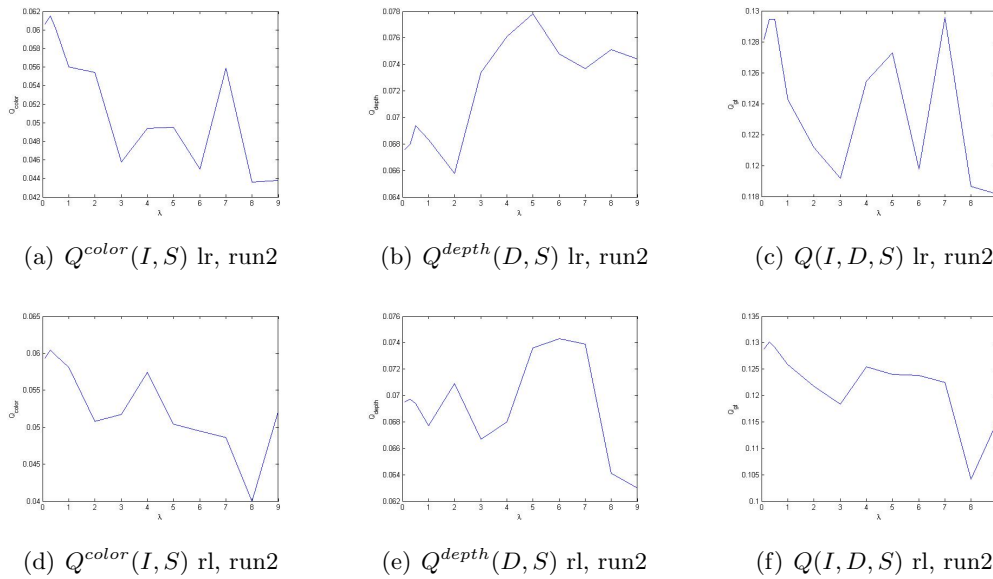 0.062
0.06
0.058
0.056
0.054
0.052
0.05
0.048
0.046
0.044
0.042
Q_color
0 1 2 3 4 5 6 7 8 9
λ
(a) Q^{color}(I, S) lr, run2
0.078
0.076
0.074
0.072
0.07
0.068
0.066
0.064
Q_depth
0 1 2 3 4 5 6 7 8 9
λ
(b) Q^{depth}(D, S) lr, run2
0.13
0.128
0.126
0.124
0.122
0.12
0.118
Q_gt
0 1 2 3 4 5 6 7 8
λ
(c) Q(I, D, S) lr, run2
0.065
0.06
0.055
0.05
0.045
0.04
Q_color
0 1 2 3 4 5 6 7 8 9
λ
(d) Q^{color}(I, S) rl, run2
0.076
0.074
0.072
0.07
0.068
0.066
0.064
0.062
Q_depth
0 1 2 3 4 5 6 7 8 9
λ
(e) Q^{depth}(D, S) rl, run2
0.135
0.13
0.125
0.12
0.115
0.11
0.105
0.1
Q_gt
0 1 2 3 4 5 6 7 8
λ
(f) Q(I, D, S) rl, run2